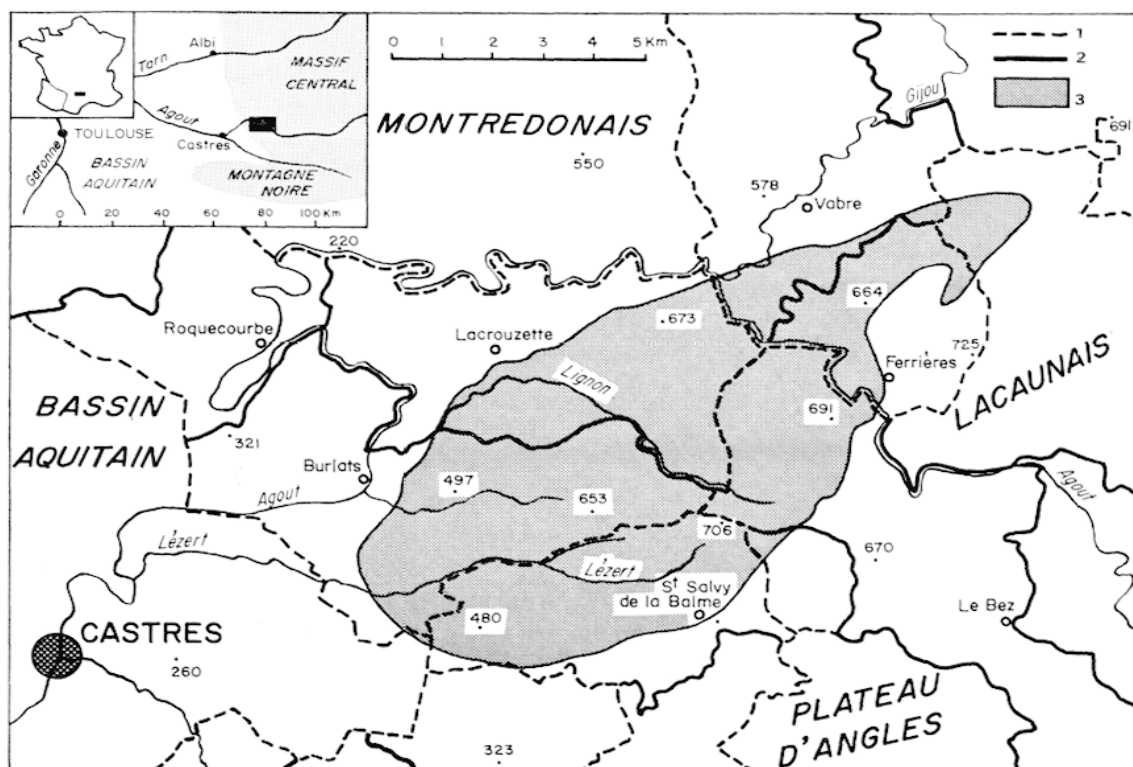 Albi
Tarn
MASSIF
CENTRAL
Agout
TOULOUSE
Castres
Garonne
BASSIN
AQUITAIN
MONTAGNE
NOIRE
0 20 40 60 80 100 Km
0 1 2 3 4 5 Km
1
2
3
Gijou
691
MONTREDONAIS
550
578
Vabre
220
664
Roquecourbe
Lacrouzette
673
725
Ferrières
LACAUNAIS
Lignon
691
BASSIN
AQUITAIN
321
Burlats
497
653
Agout
Agout
706
Lézert
670
Lézert
St Salvy
de la Balme
480
Le Bez
CASTRES
260
PLATEAU
D'ANGLES
323